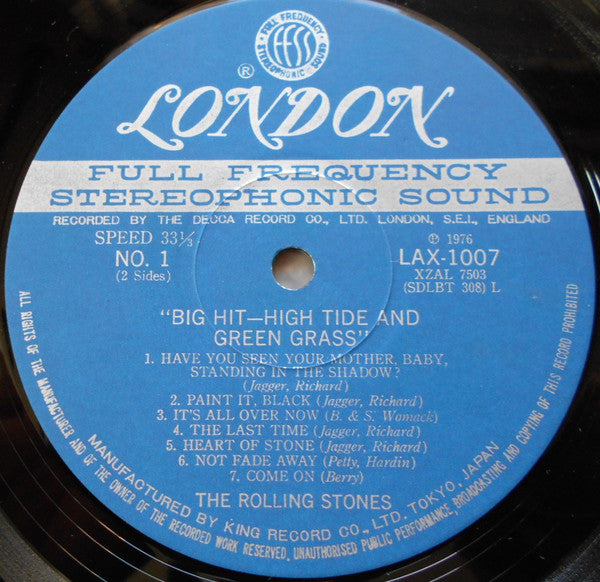 FULL FREQUENCY
FFSS
STEREOPHONIC SOUND
®
LONDON
FULL FREQUENCY
STEREOPHONIC SOUND
RECORDED BY THE DECCA RECORD CO., LTD. LONDON, S.E.I., ENGLAND
SPEED 33⅓
℗ 1976
NO. 1
LAX-1007
(2 Sides)
XZAL 7503
(SDLBT 308) L
"BIG HIT—HIGH TIDE AND
GREEN GRASS"
1. HAVE YOU SEEN YOUR MOTHER, BABY,
STANDING IN THE SHADOW?
(Jagger, Richard)
2. PAINT IT, BLACK (Jagger, Richard)
3. IT'S ALL OVER NOW (B. & S. Womack)
4. THE LAST TIME (Jagger, Richard)
5. HEART OF STONE (Jagger, Richard)
6. NOT FADE AWAY (Petty, Hardin)
7. COME ON (Berry)
THE ROLLING STONES
MANUFACTURED BY KING RECORD CO., LTD. TOKYO, JAPAN
ALL RIGHTS OF THE MANUFACTURER AND OF THE OWNER OF THE RECORDED WORK RESERVED. UNAUTHORISED PUBLIC PERFORMANCE, BROADCASTING AND COPYING OF THIS RECORD PROHIBITED